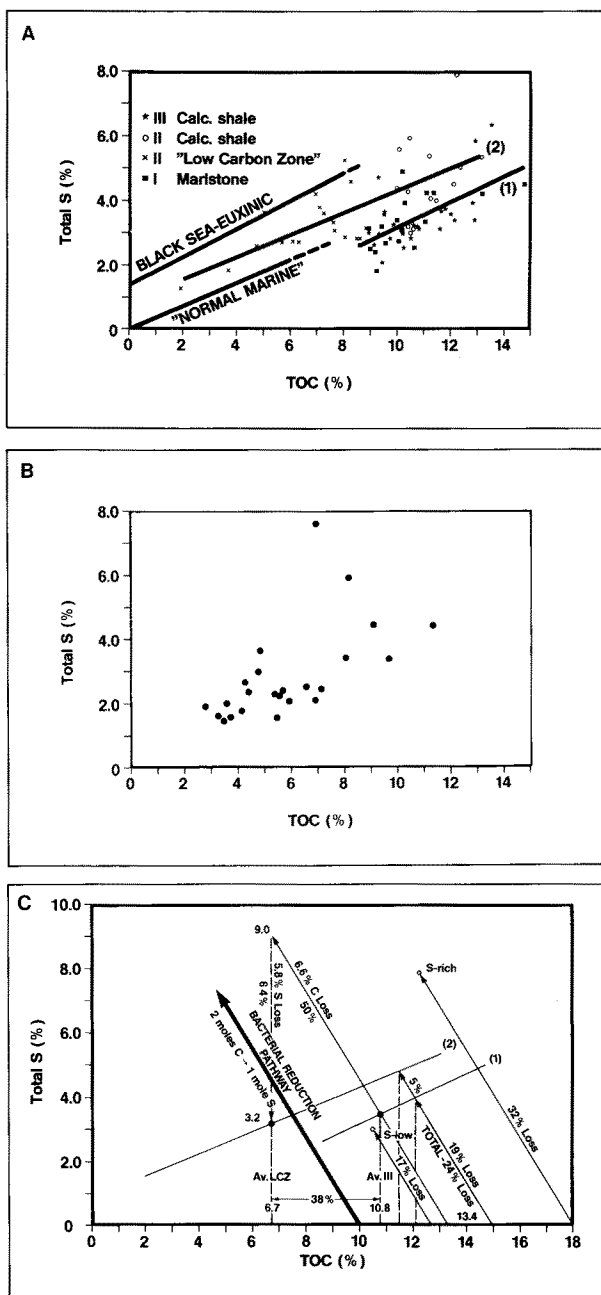 A
8.0
6.0
4.0
2.0
0
Total S (%)
★ III Calc. shale
○ II Calc. shale
× II "Low Carbon Zone"
■ I Marlstone
BLACK SEA-EUXINIC
"NORMAL MARINE"
(2)
(1)
0 2 4 6 8 10 12 14
TOC (%)
B
8.0
6.0
4.0
2.0
0
Total S (%)
0 2 4 6 8 10 12 14
TOC (%)
C
10.0
8.0
6.0
4.0
2.0
0
Total S (%)
9.0
5.8% S Loss
6.4%
6.6% C Loss
50%
S-rich
BACTERIAL REDUCTION
PATHWAY
2 moles C → 1 mole S
(2)
(1)
5%
3.2
S-low
32% Loss
19% Loss
TOTAL -24% Loss
17% Loss
Av. LCZ
Av. III
6.7
38%
10.8
13.4
0 2 4 6 8 10 12 14 16 18
TOC (%)